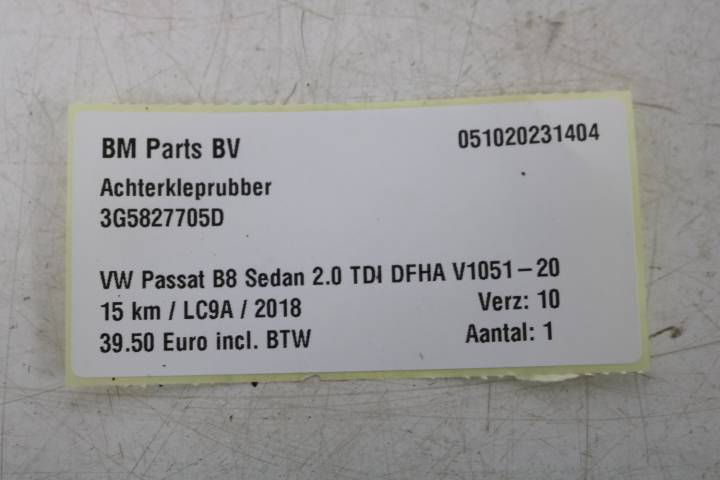 BM Parts BV
051020231404
Achterkleprubber
3G5827705D
VW Passat B8 Sedan 2.0 TDI DFHA V1051-20
15 km / LC9A / 2018
Verz: 10
39.50 Euro incl. BTW
Aantal: 1